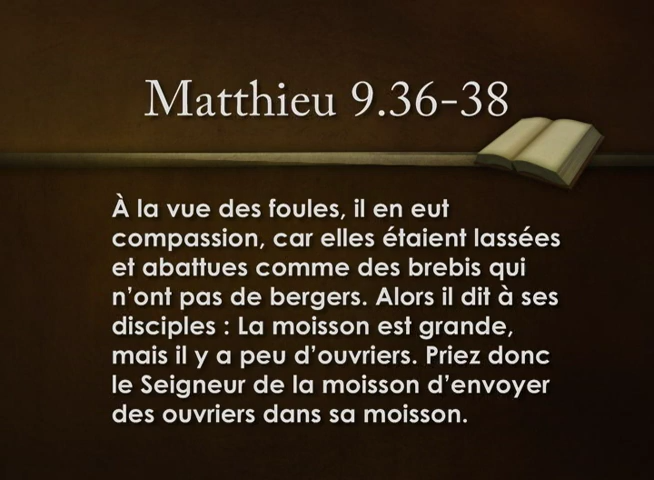 Matthieu 9.36-38
À la vue des foules, il en eut
compassion, car elles étaient lassées
et abattues comme des brebis qui
n’ont pas de bergers. Alors il dit à ses
disciples : La moisson est grande,
mais il y a peu d’ouvriers. Priez donc
le Seigneur de la moisson d’envoyer
des ouvriers dans sa moisson.